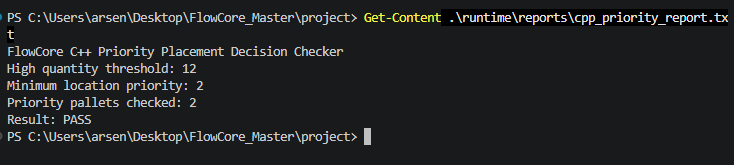 PS C:\Users\arsen\Desktop\FlowCore_Master\project> Get-Content .\runtime\reports\cpp_priority_report.tx
t
FlowCore C++ Priority Placement Decision Checker
High quantity threshold: 12
Minimum location priority: 2
Priority pallets checked: 2
Result: PASS
PS C:\Users\arsen\Desktop\FlowCore_Master\project>